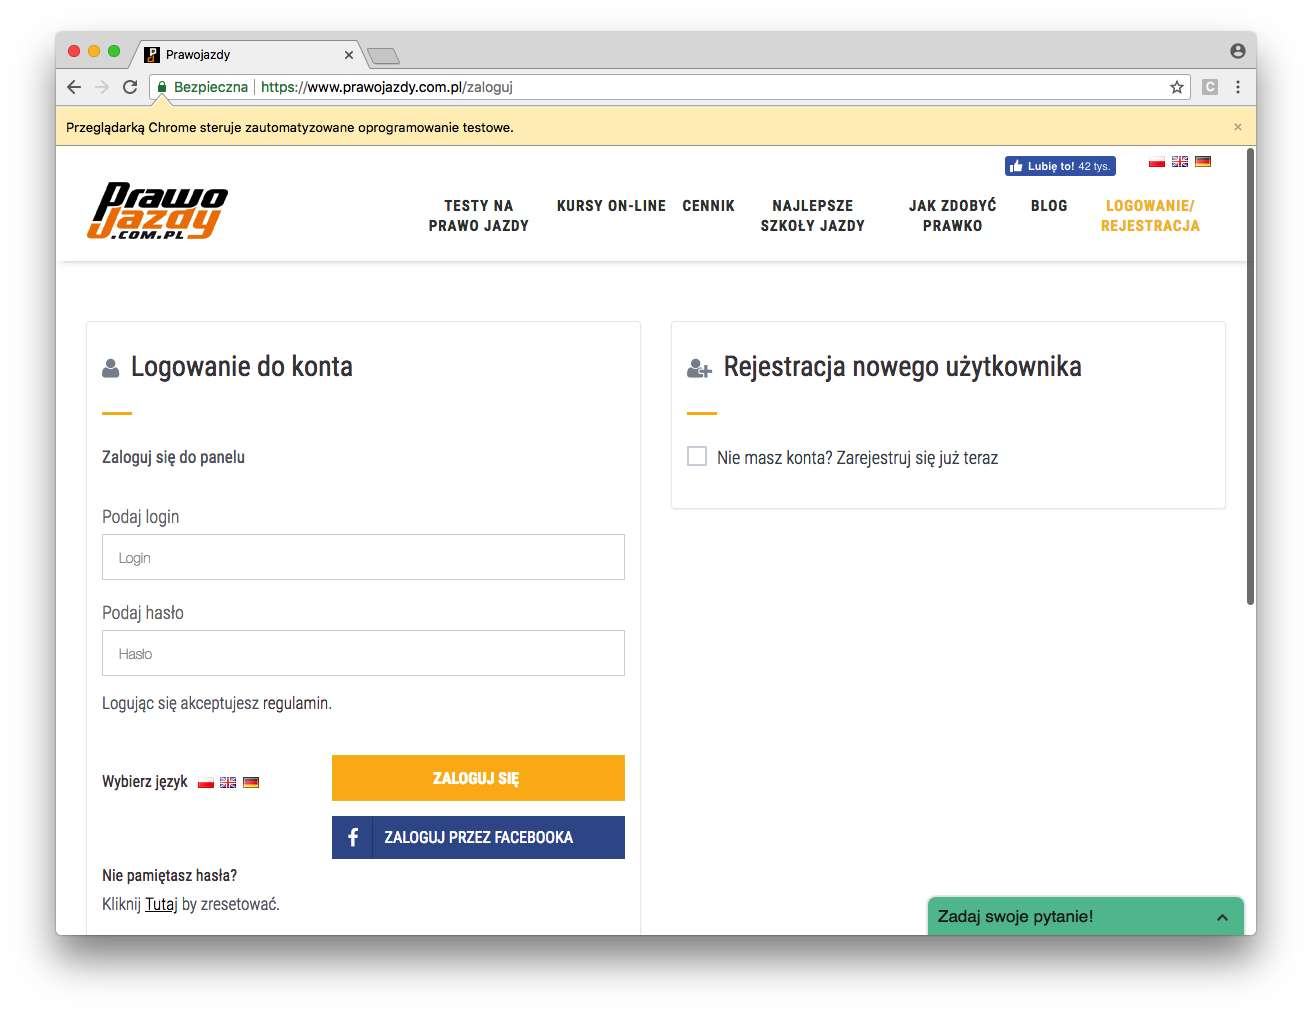 Prawojazdy
Bezpieczna
https://www.prawojazdy.com.pl/zaloguj
C
Przeglądarką Chrome steruje zautomatyzowane oprogramowanie testowe.
Lubię to! 42 tys.
Prawo
Jazdy
.COM.PL
TESTY NA
PRAWO JAZDY
KURSY ON-LINE
CENNIK
NAJLEPSZE
SZKOŁY JAZDY
JAK ZDOBYĆ
PRAWKO
BLOG
LOGOWANIE/
REJESTRACJA
Logowanie do konta
Zaloguj się do panelu
Podaj login
Login
Podaj hasło
Hasło
Logując się akceptujesz regulamin.
Wybierz język
ZALOGUJ SIĘ
f ZALOGUJ PRZEZ FACEBOOKA
Nie pamiętasz hasła?
Kliknij Tutaj by zresetować.
Rejestracja nowego użytkownika
Nie masz konta? Zarejestruj się już teraz
Zadaj swoje pytanie!